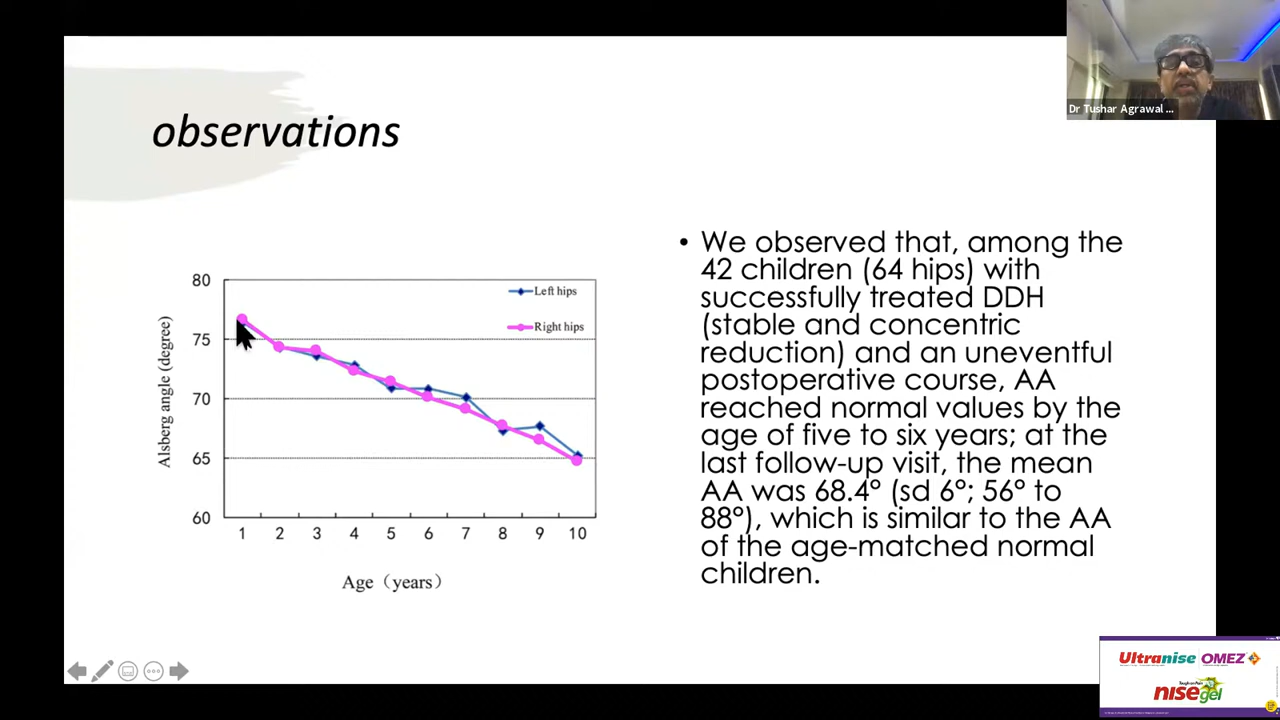 Dr Tushar Agrawal ...
observations
80
75
70
65
60
Alsberg angle (degree)
Left hips
Right hips
1 2 3 4 5 6 7 8 9 10
Age (years)
• We observed that, among the
42 children (64 hips) with
successfully treated DDH
(stable and concentric
reduction) and an uneventful
postoperative course, AA
reached normal values by the
age of five to six years; at the
last follow-up visit, the mean
AA was 68.4° (sd 6°; 56° to
88°), which is similar to the AA
of the age-matched normal
children.
Ultranise OMEZ
nisegel